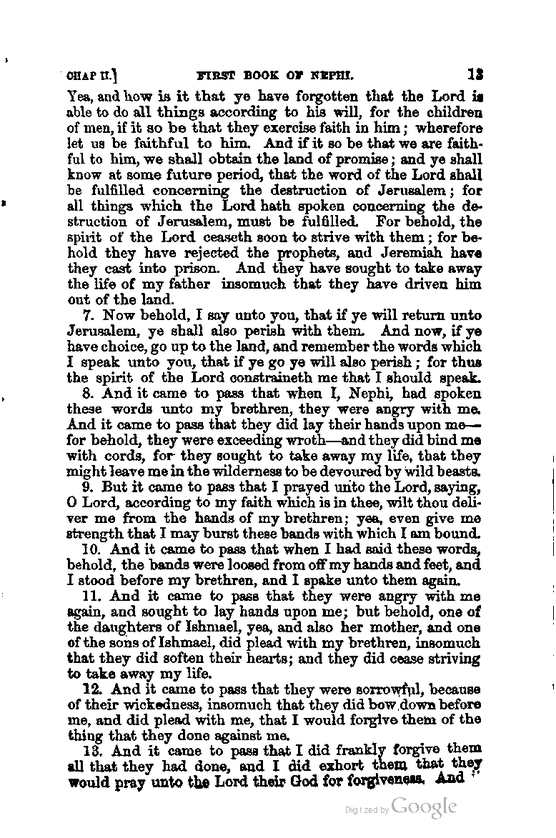 CHAP II.] FIRST BOOK OF NEPHI. 13
Yea, and how is it that ye have forgotten that the Lord is
able to do all things according to his will, for the children
of men, if it so be that they exercise faith in him; wherefore
let us be faithful to him. And if it so be that we are faith-
ful to him, we shall obtain the land of promise; and ye shall
know at some future period, that the word of the Lord shall
be fulfilled concerning the destruction of Jerusalem; for
all things which the Lord hath spoken concerning the de-
struction of Jerusalem, must be fulfilled. For behold, the
spirit of the Lord ceaseth soon to strive with them; for be-
hold they have rejected the prophets, and Jeremiah have
they cast into prison. And they have sought to take away
the life of my father insomuch that they have driven him
out of the land.
7. Now behold, I say unto you, that if ye will return unto
Jerusalem, ye shall also perish with them. And now, if ye
have choice, go up to the land, and remember the words which
I speak unto you, that if ye go ye will also perish; for thus
the spirit of the Lord constraineth me that I should speak.
8. And it came to pass that when I, Nephi, had spoken
these words unto my brethren, they were angry with me.
And it came to pass that they did lay their hands upon me—
for behold, they were exceeding wroth—and they did bind me
with cords, for they sought to take away my life, that they
might leave me in the wilderness to be devoured by wild beasts.
9. But it came to pass that I prayed unto the Lord, saying,
O Lord, according to my faith which is in thee, wilt thou deli-
ver me from the hands of my brethren; yea, even give me
strength that I may burst these bands with which I am bound.
10. And it came to pass that when I had said these words,
behold, the bands were loosed from off my hands and feet, and
I stood before my brethren, and I spake unto them again.
11. And it came to pass that they were angry with me
again, and sought to lay hands upon me; but behold, one of
the daughters of Ishmael, yea, and also her mother, and one
of the sons of Ishmael, did plead with my brethren, insomuch
that they did soften their hearts; and they did cease striving
to take away my life.
12. And it came to pass that they were sorrowful, because
of their wickedness, insomuch that they did bow down before
me, and did plead with me, that I would forgive them of the
thing that they done against me.
13. And it came to pass that I did frankly forgive them
all that they had done, and I did exhort them that they
would pray unto the Lord their God for forgiveness. And
Digitized by Google